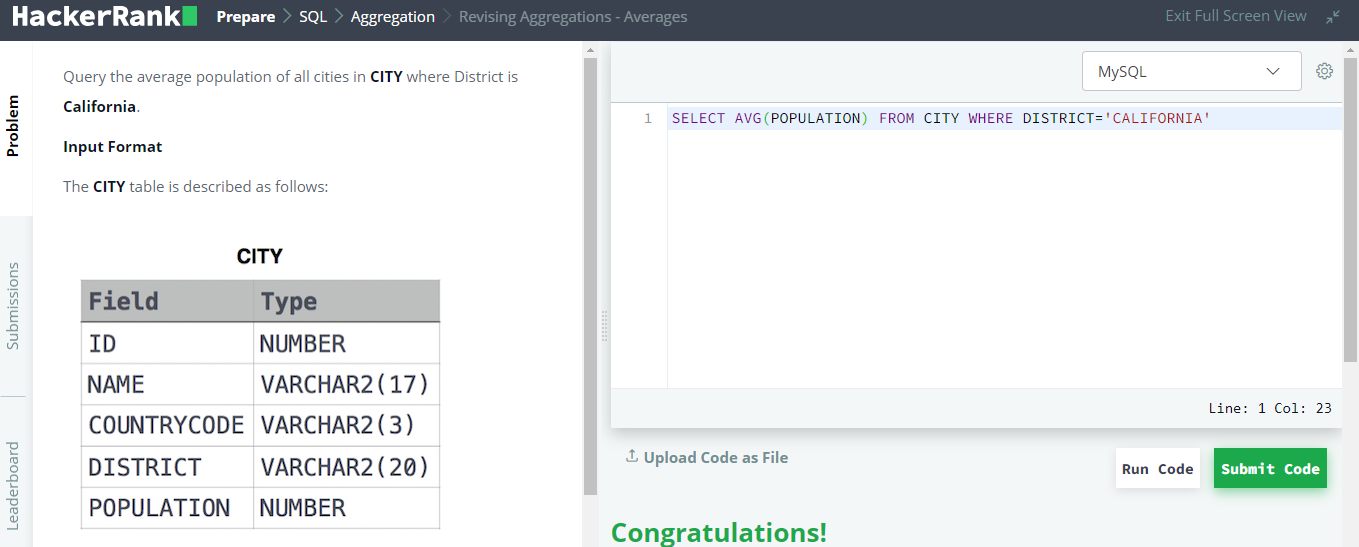 HackerRank Prepare > SQL > Aggregation > Revising Aggregations - Averages
Exit Full Screen View
Problem
Submissions
Leaderboard
Query the average population of all cities in CITY where District is
California.
Input Format
The CITY table is described as follows:
CITY
Field Type
ID NUMBER
NAME VARCHAR2(17)
COUNTRYCODE VARCHAR2(3)
DISTRICT VARCHAR2(20)
POPULATION NUMBER
MySQL
1 SELECT AVG(POPULATION) FROM CITY WHERE DISTRICT='CALIFORNIA'
Line: 1 Col: 23
Upload Code as File
Run Code
Submit Code
Congratulations!